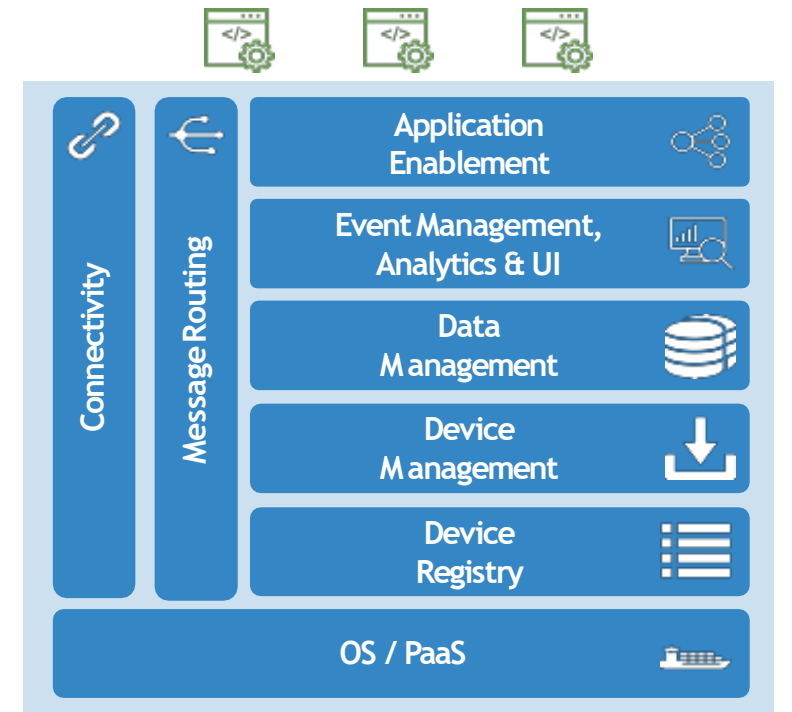 Connectivity
Message Routing
Application
Enablement
Event Management,
Analytics & UI
Data
Management
Device
Management
Device
Registry
OS / PaaS